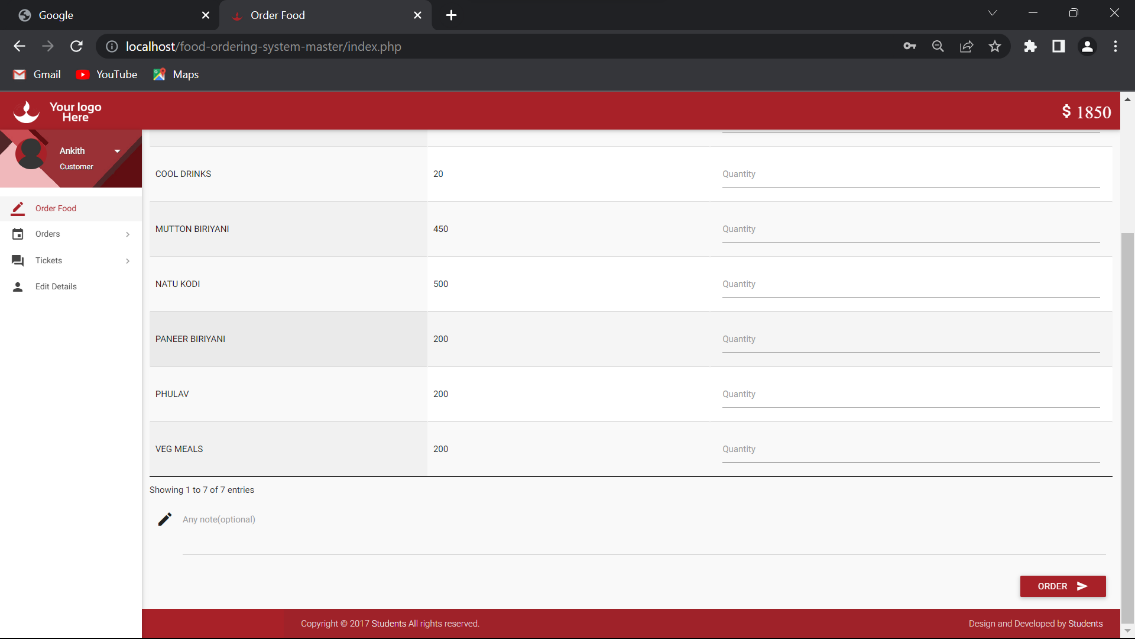 Google
Order Food
localhost/food-ordering-system-master/index.php
Gmail
YouTube
Maps
Your logo
Here
$ 1850
Ankith
Customer
Order Food
Orders
Tickets
Edit Details
COOL DRINKS 20 Quantity
MUTTON BIRIYANI 450 Quantity
NATU KODI 500 Quantity
PANEER BIRIYANI 200 Quantity
PHULAV 200 Quantity
VEG MEALS 200 Quantity
Showing 1 to 7 of 7 entries
Any note(optional)
ORDER
Copyright © 2017 Students All rights reserved.
Design and Developed by Students